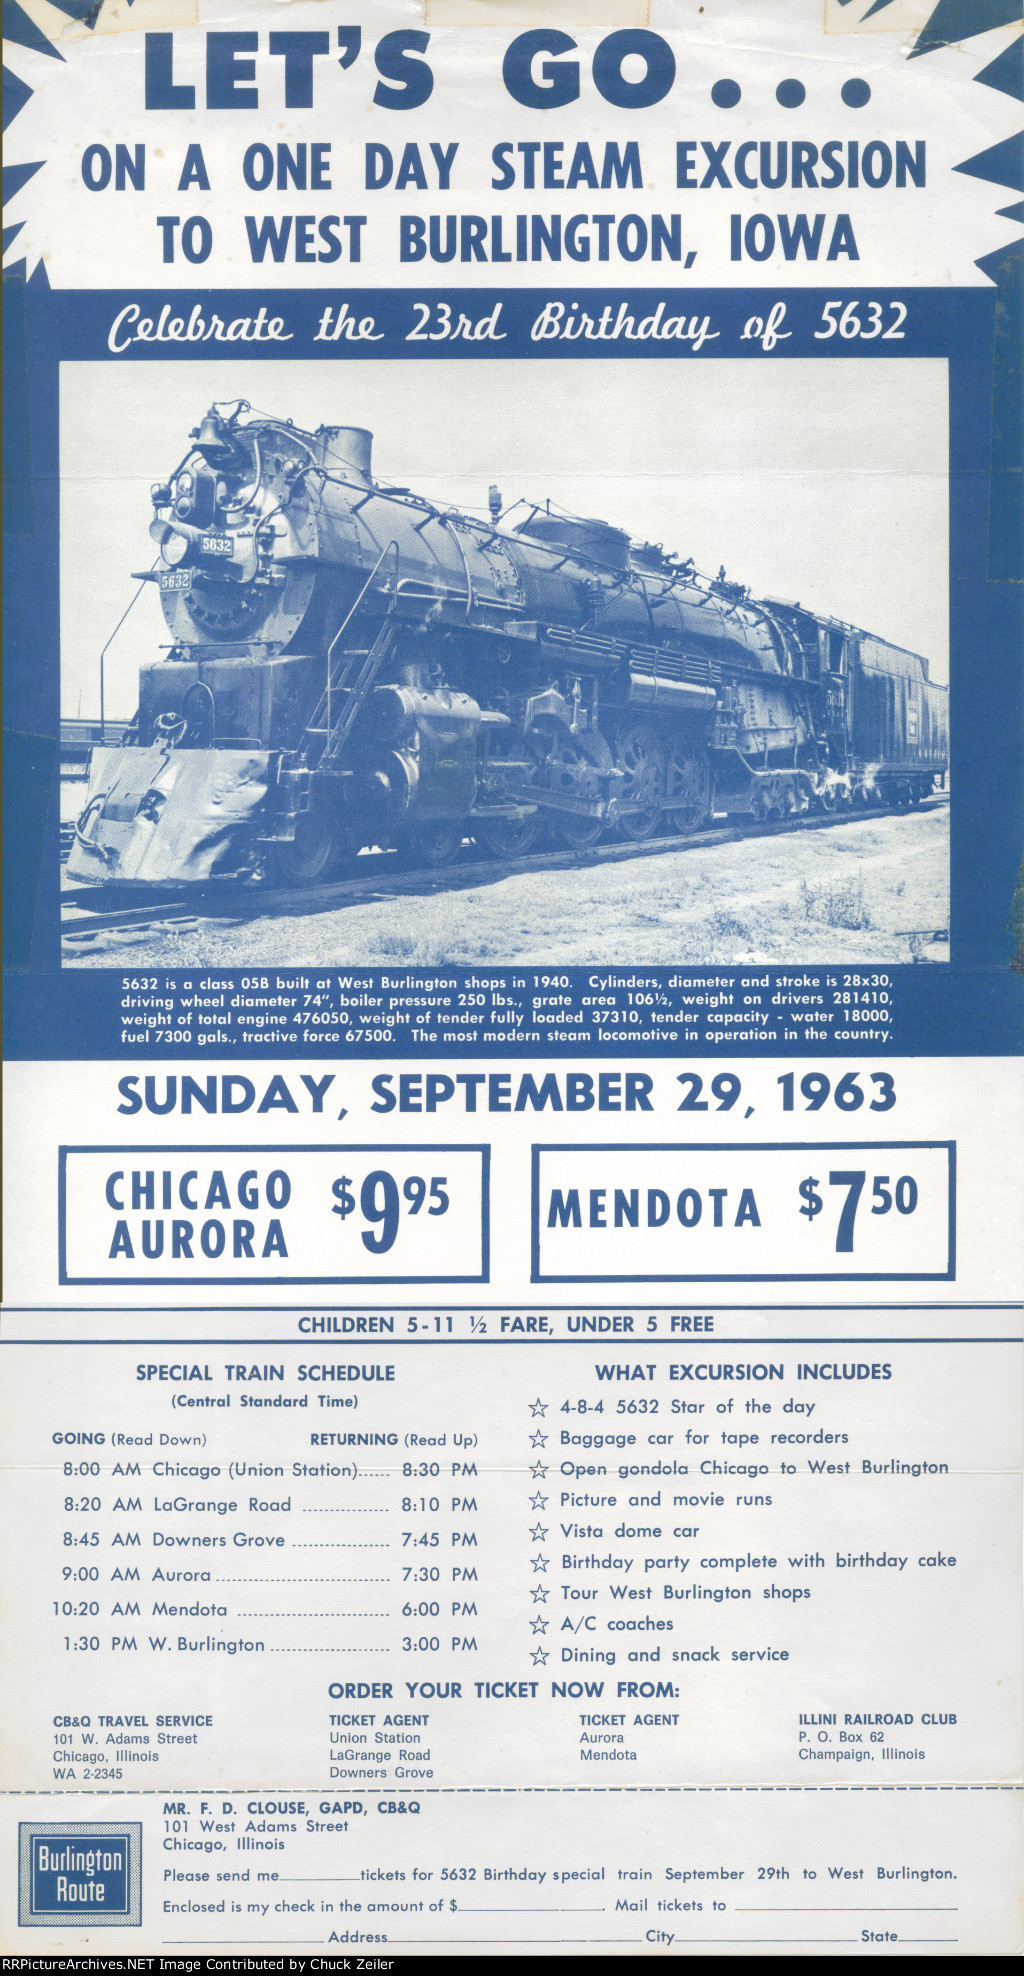 LET'S GO...
ON A ONE DAY STEAM EXCURSION
TO WEST BURLINGTON, IOWA
Celebrate the 23rd Birthday of 5632
5632
5632
5632
5632 is a class 05B built at West Burlington shops in 1940. Cylinders, diameter and stroke is 28x30,
driving wheel diameter 74", boiler pressure 250 lbs., grate area 106½, weight on drivers 281410,
weight of total engine 476050, weight of tender fully loaded 37310, tender capacity - water 18000,
fuel 7300 gals., tractive force 67500. The most modern steam locomotive in operation in the country.
SUNDAY, SEPTEMBER 29, 1963
CHICAGO
AURORA
$9.95
MENDOTA $7.50
CHILDREN 5-11 ½ FARE, UNDER 5 FREE
SPECIAL TRAIN SCHEDULE
(Central Standard Time)
GOING (Read Down) RETURNING (Read Up)
8:00 AM Chicago (Union Station)...... 8:30 PM
8:20 AM LaGrange Road ................ 8:10 PM
8:45 AM Downers Grove .................. 7:45 PM
9:00 AM Aurora ................................ 7:30 PM
10:20 AM Mendota ............................ 6:00 PM
1:30 PM W. Burlington ...................... 3:00 PM
WHAT EXCURSION INCLUDES
☆ 4-8-4 5632 Star of the day
☆ Baggage car for tape recorders
☆ Open gondola Chicago to West Burlington
☆ Picture and movie runs
☆ Vista dome car
☆ Birthday party complete with birthday cake
☆ Tour West Burlington shops
☆ A/C coaches
☆ Dining and snack service
ORDER YOUR TICKET NOW FROM:
CB&Q TRAVEL SERVICE
101 W. Adams Street
Chicago, Illinois
WA 2-2345
TICKET AGENT
Union Station
LaGrange Road
Downers Grove
TICKET AGENT
Aurora
Mendota
ILLINI RAILROAD CLUB
P. O. Box 62
Champaign, Illinois
Burlington
Route
MR. F. D. CLOUSE, GAPD, CB&Q
101 West Adams Street
Chicago, Illinois
Please send me__________tickets for 5632 Birthday special train September 29th to West Burlington.
Enclosed is my check in the amount of $__________________. Mail tickets to ____________________
____________________Address____________________City____________________State________
RRPictureArchives.NET Image Contributed by Chuck Zeiler